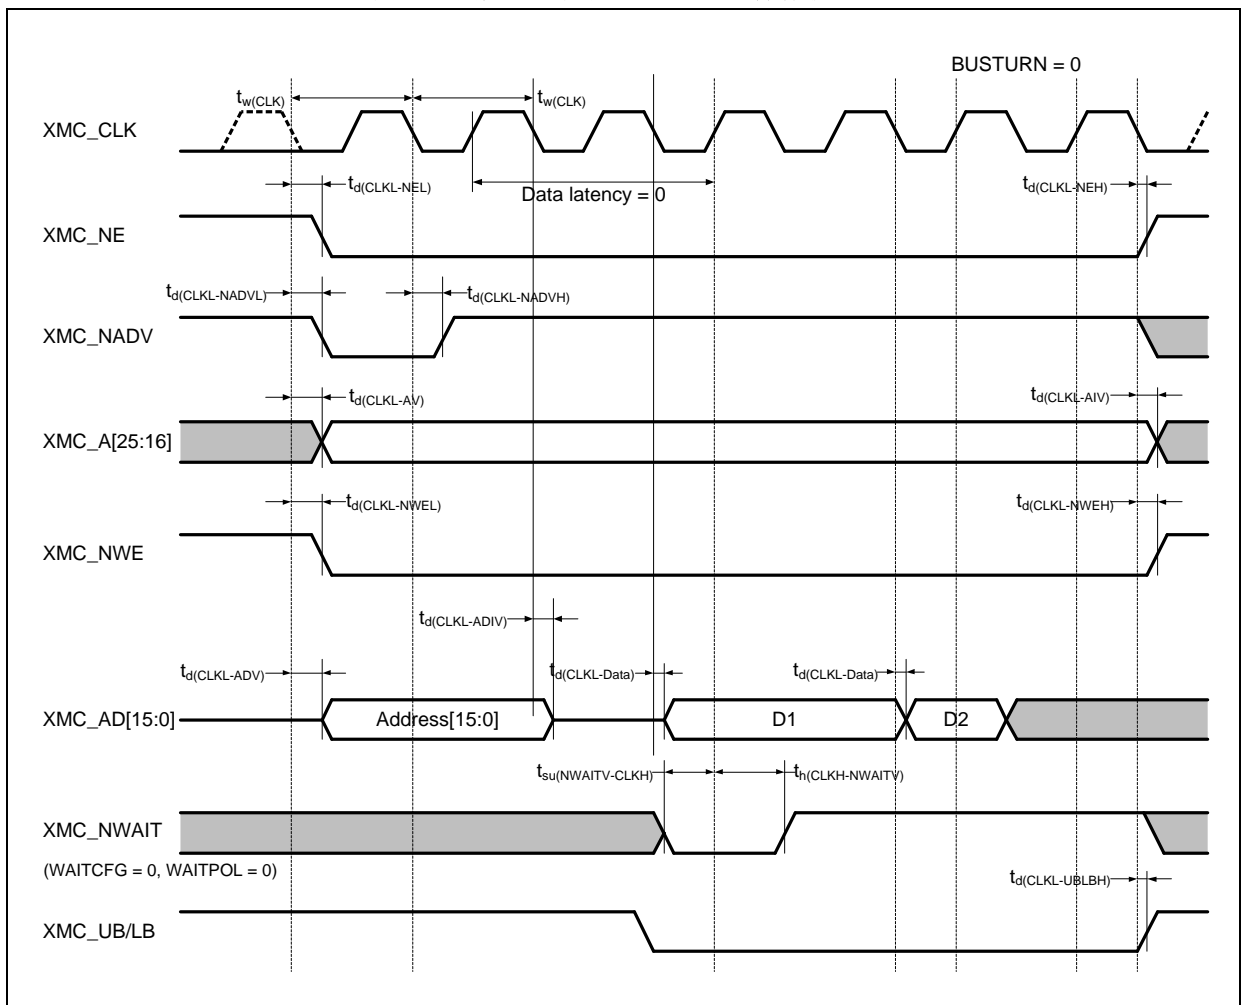 BUSTURN = 0
tw(CLK) tw(CLK)
XMC_CLK
td(CLKL-NEL) td(CLKL-NEH)
Data latency = 0
XMC_NE
td(CLKL-NADVL) td(CLKL-NADVH)
XMC_NADV
td(CLKL-AV) td(CLKL-AIV)
XMC_A[25:16]
td(CLKL-NWEL) td(CLKL-NWEH)
XMC_NWE
td(CLKL-ADIV)
td(CLKL-ADV) td(CLKL-Data) td(CLKL-Data)
XMC_AD[15:0] Address[15:0] D1 D2
tsu(NWAITV-CLKH) th(CLKH-NWAITV)
XMC_NWAIT
(WAITCFG = 0, WAITPOL = 0)
td(CLKL-UBLBH)
XMC_UB/LB